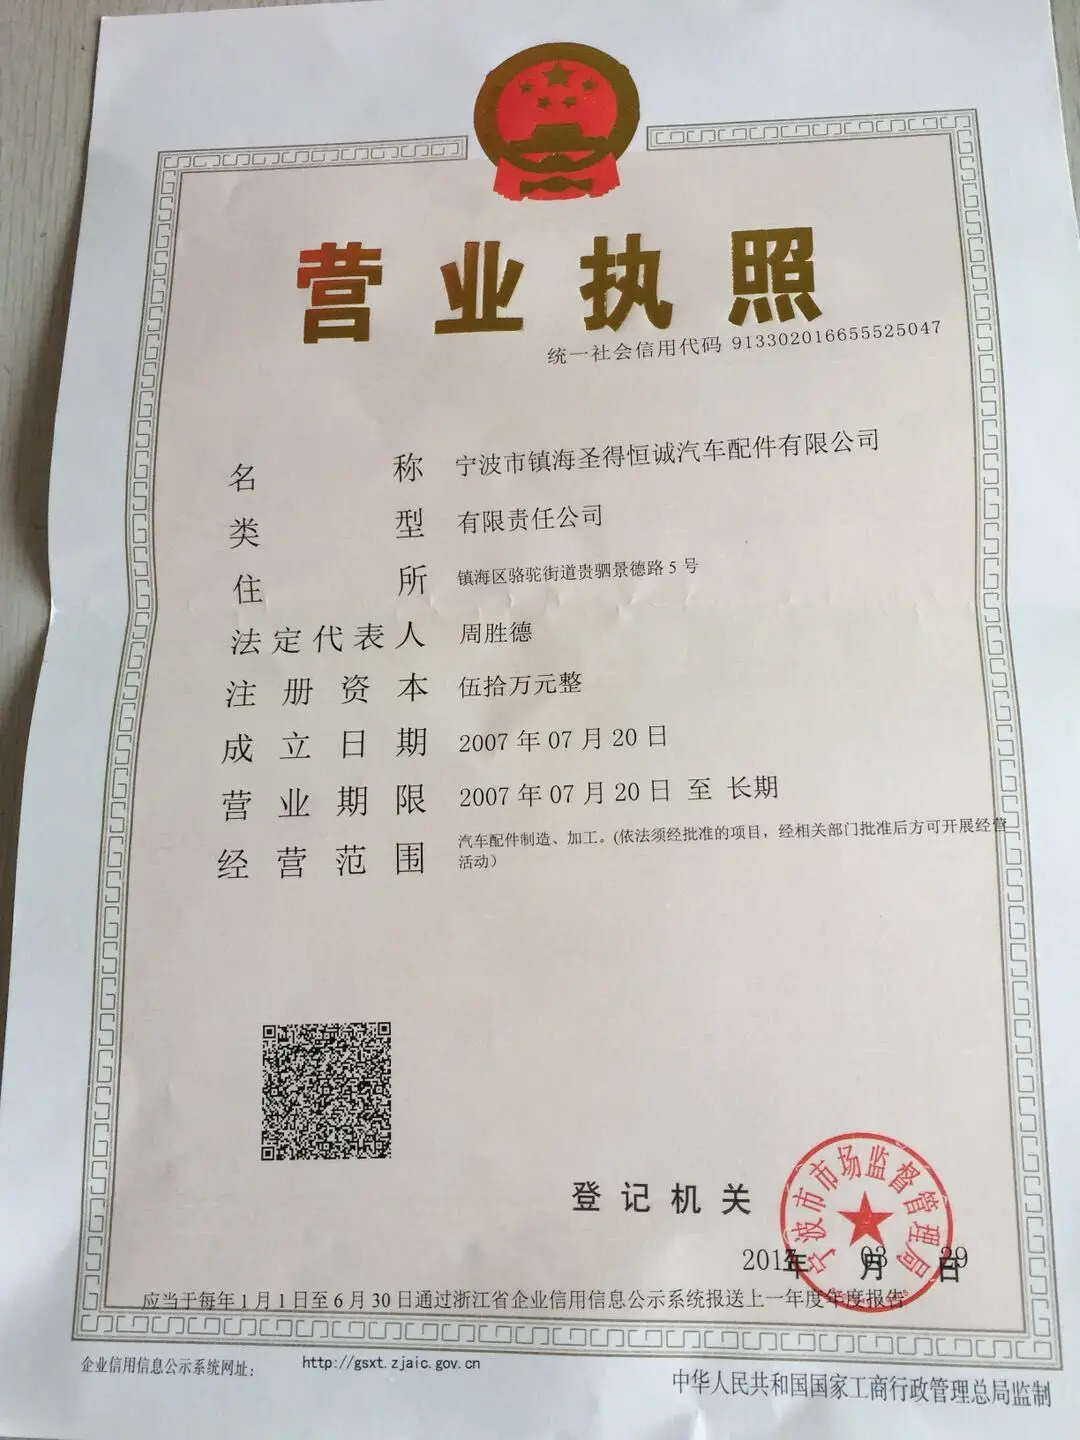 营业执照
统一社会信用代码 913302016655525047
名称 宁波市镇海圣得恒诚汽车配件有限公司
类型 有限责任公司
住所 镇海区骆驼街道贵驷景德路5号
法定代表人 周胜德
注册资本 伍拾万元整
成立日期 2007年07月20日
营业期限 2007年07月20日 至 长期
经营范围 汽车配件制造、加工。(依法须经批准的项目，经相关部门批准后方可开展经营
活动）
宁波市市场监督管理局
登记机关
2017年 03月 29日
应当于每年1月1日至6月30日通过浙江省企业信用信息公示系统报送上一年度年度报告
企业信用信息公示系统网址： http://gsxt.zjaic.gov.cn
中华人民共和国国家工商行政管理总局监制